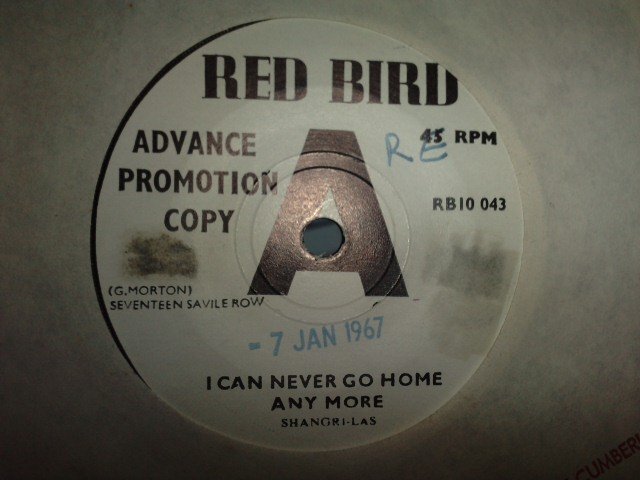 RED BIRD
ADVANCE
PROMOTION
COPY
A
RE
45 RPM
RB10 043
(G.MORTON)
SEVENTEEN SAVILE ROW
- 7 JAN 1967
I CAN NEVER GO HOME
ANY MORE
SHANGRI-LAS